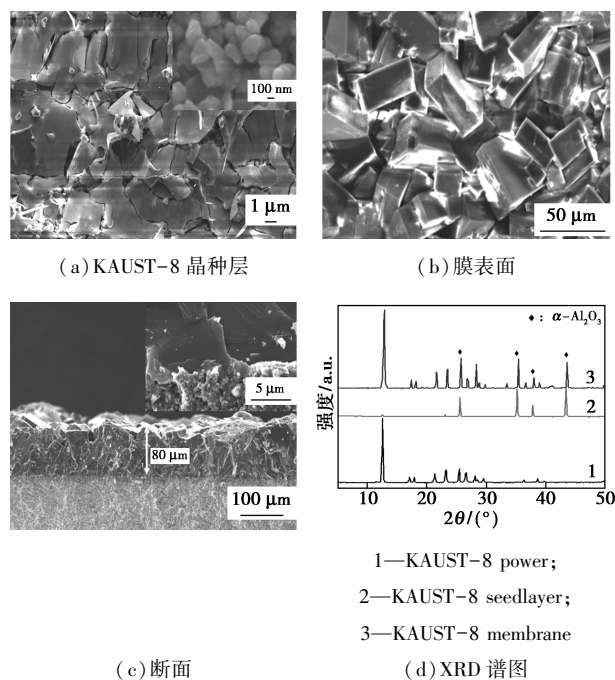 100 nm
1 μm
(a)KAUST-8 晶种层
50 μm
(b)膜表面
5 μm
80 μm
100 μm
(c)断面
♦：α-Al₂O₃
3
2
1
强度/a.u.
10 20 30 40 50
2θ/(°)
1—KAUST-8 power;
2—KAUST-8 seedlayer;
3—KAUST-8 membrane
(d)XRD 谱图